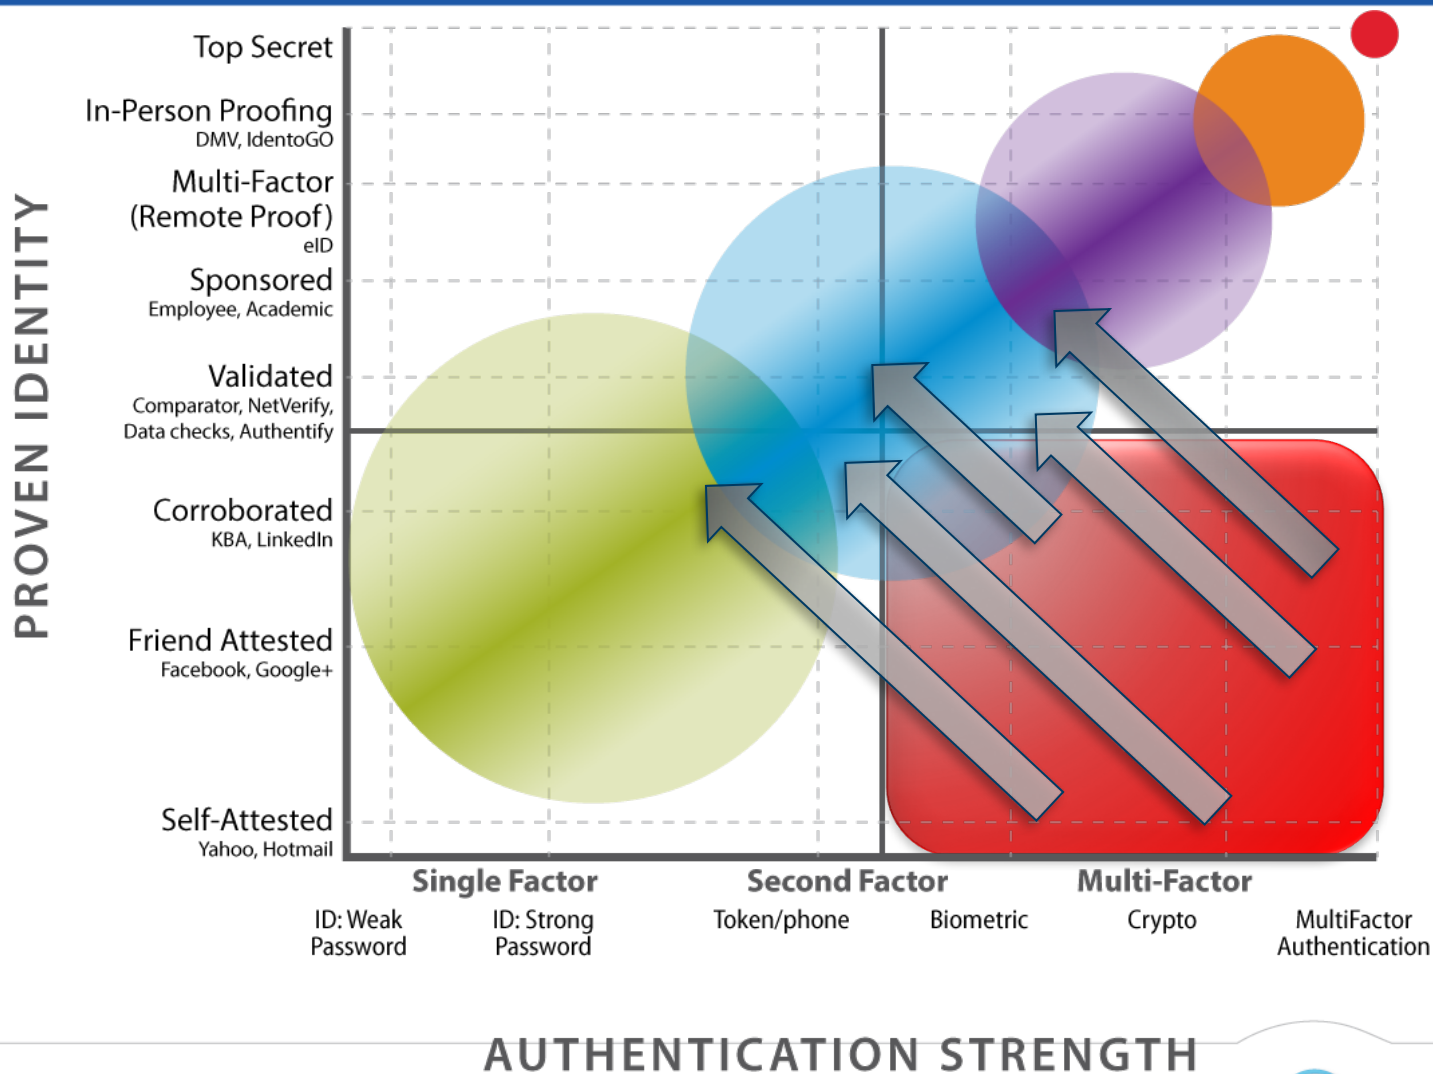 PROVEN IDENTITY
Top Secret
In-Person Proofing
DMV, IdentoGO
Multi-Factor
(Remote Proof)
eID
Sponsored
Employee, Academic
Validated
Comparator, NetVerify,
Data checks, Authentify
Corroborated
KBA, LinkedIn
Friend Attested
Facebook, Google+
Self-Attested
Yahoo, Hotmail
Single Factor
Second Factor
Multi-Factor
ID: Weak
Password
ID: Strong
Password
Token/phone
Biometric
Crypto
MultiFactor
Authentication
AUTHENTICATION STRENGTH